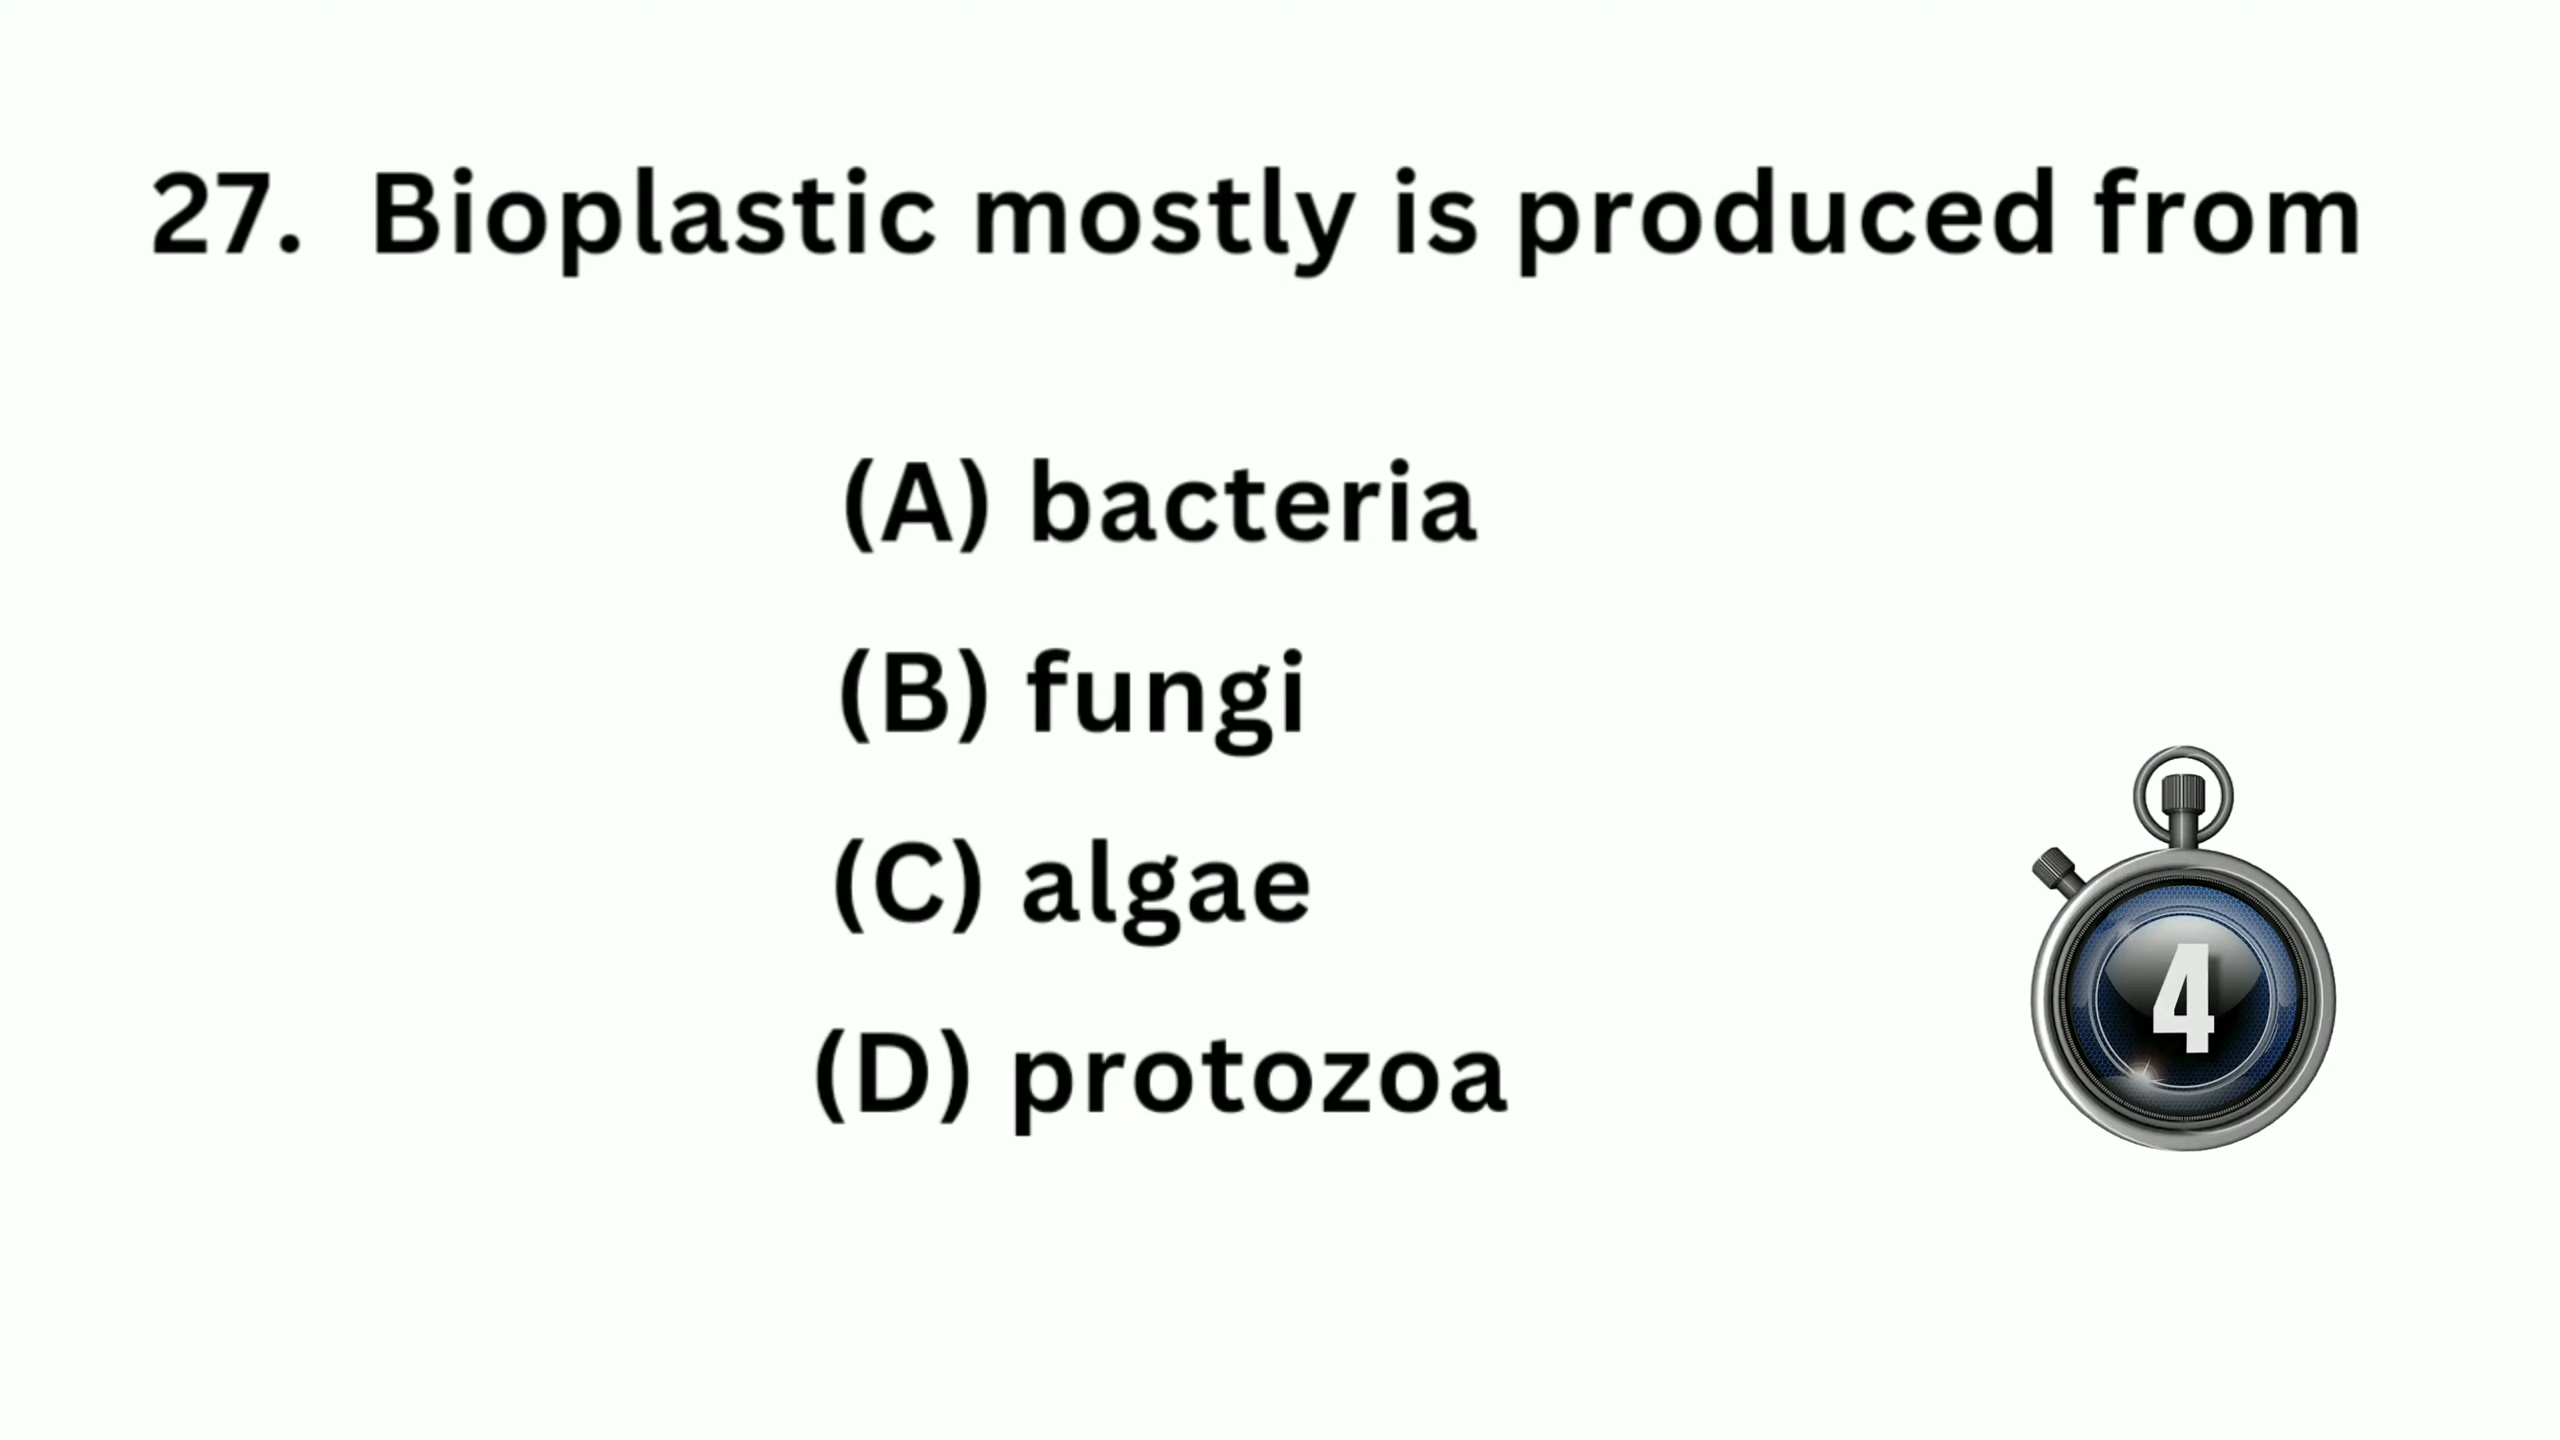 27. Bioplastic mostly is produced from
(A) bacteria
(B) fungi
(C) algae
(D) protozoa
4